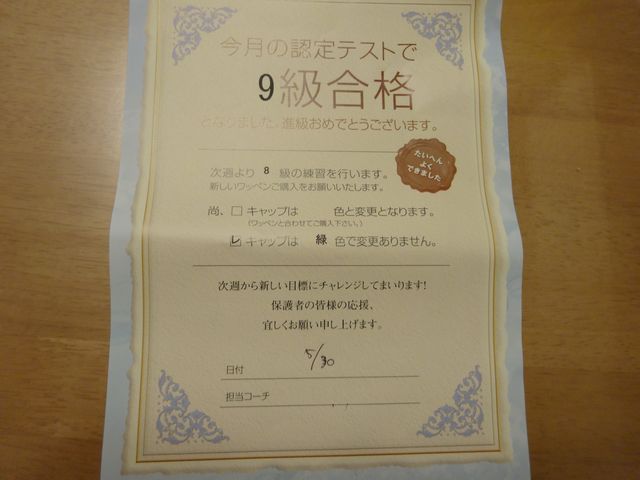 今月の認定テストで
9級合格
となりました。進級おめでとうございます。
たいへん
よく
できました
次週より 8 級の練習を行います。
新しいワッペンご購入をお願いいたします。
尚、□キャップは 色と変更となります。
(ワッペンと合わせてご購入下さい。)
☑キャップは 緑 色で変更ありません。
次週から新しい目標にチャレンジしてまいります!
保護者の皆様の応援、
宜しくお願い申し上げます。
日付 5/30
担当コーチ